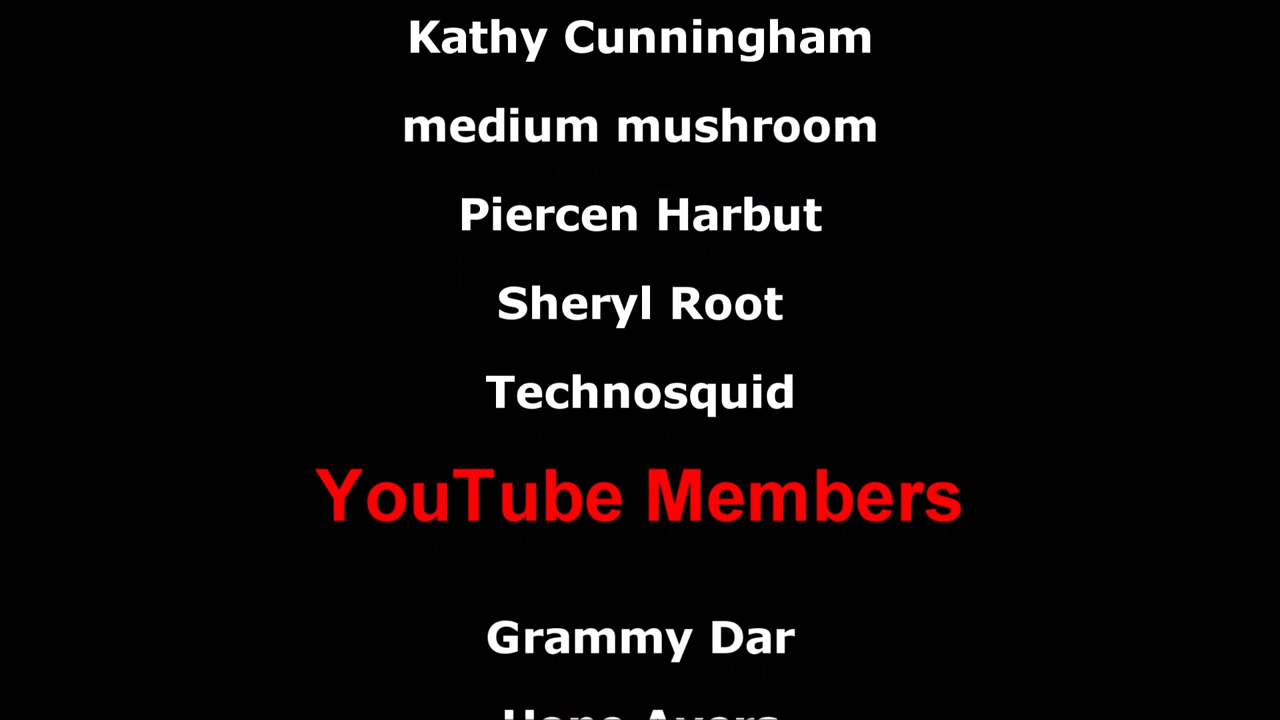 Kathy Cunningham
medium mushroom
Piercen Harbut
Sheryl Root
Technosquid
YouTube Members
Grammy Dar